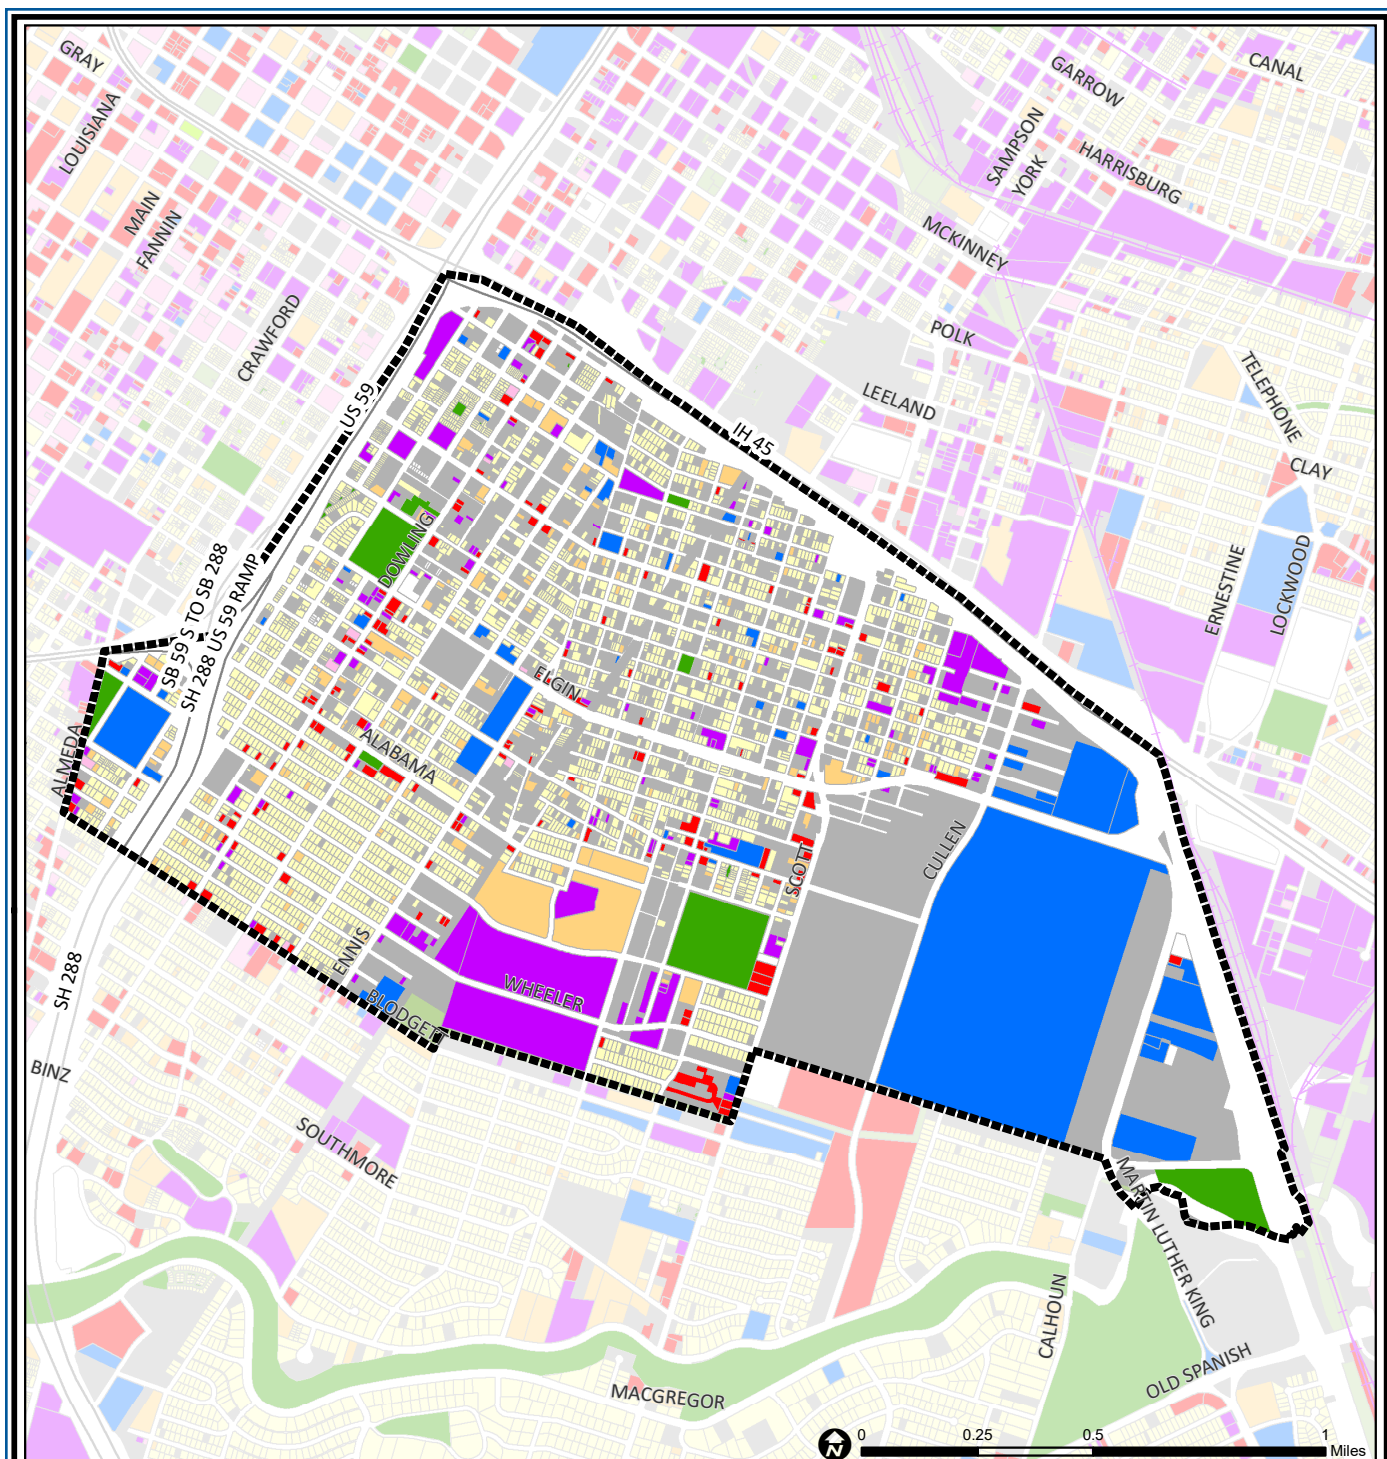 GRAY
CANAL
GARROW
LOUISIANA
SAMPSON
YORK
HARRISBURG
MAIN
FANNIN
MCKINNEY
CRAWFORD
POLK
TELEPHONE
LEELAND
US 59
IH 45
CLAY
DOWLING
ERNESTINE
LOCKWOOD
SB 59 S TO SB 288
SH 288 US 59 RAMP
ELGIN
ALMEDA
ALABAMA
SCOTT
CULLEN
ENNIS
WHEELER
SH 288
BLODGETT
BINZ
SOUTHMORE
MARTIN LUTHER KING
CALHOUN
OLD SPANISH
MACGREGOR
N
0 0.25 0.5 1
Miles